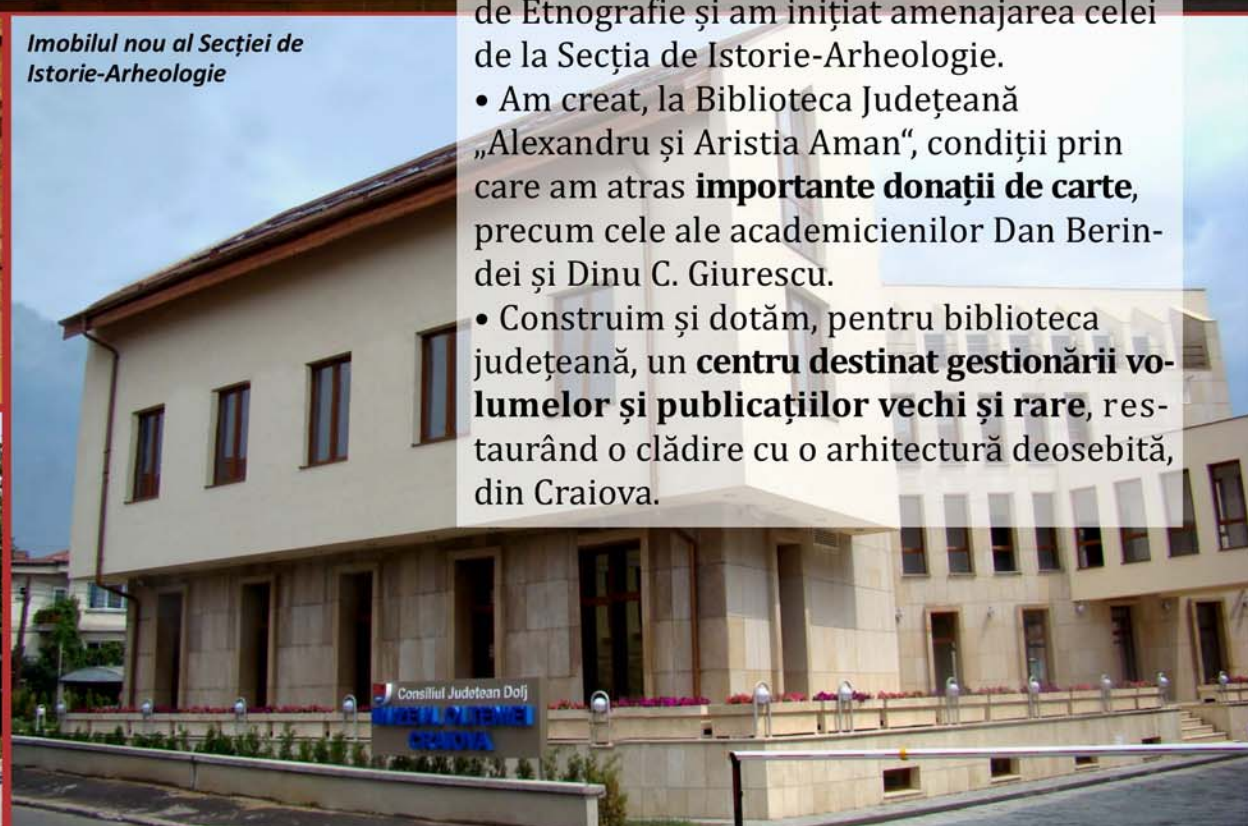 Imobilul nou al Secției de
Istorie-Arheologie
de Etnografie și am inițiat amenajarea celei
de la Secția de Istorie-Arheologie.
• Am creat, la Biblioteca Județeană
„Alexandru și Aristia Aman“, condiții prin
care am atras importante donații de carte,
precum cele ale academicienilor Dan Berin-
dei și Dinu C. Giurescu.
• Construim și dotăm, pentru biblioteca
județeană, un centru destinat gestionării vo-
lumelor și publicațiilor vechi și rare, res-
taurând o clădire cu o arhitectură deosebită,
din Craiova.
Consiliul Județean Dolj
MUZEUL OLTENIEI
CRAIOVA